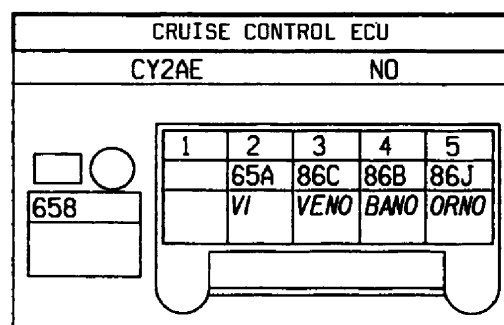 CRUISE CONTROL ECU
CY2AE NO
1 2 3 4 5
65A 86C 86B 86J
658
VI VENO BANO ORNO